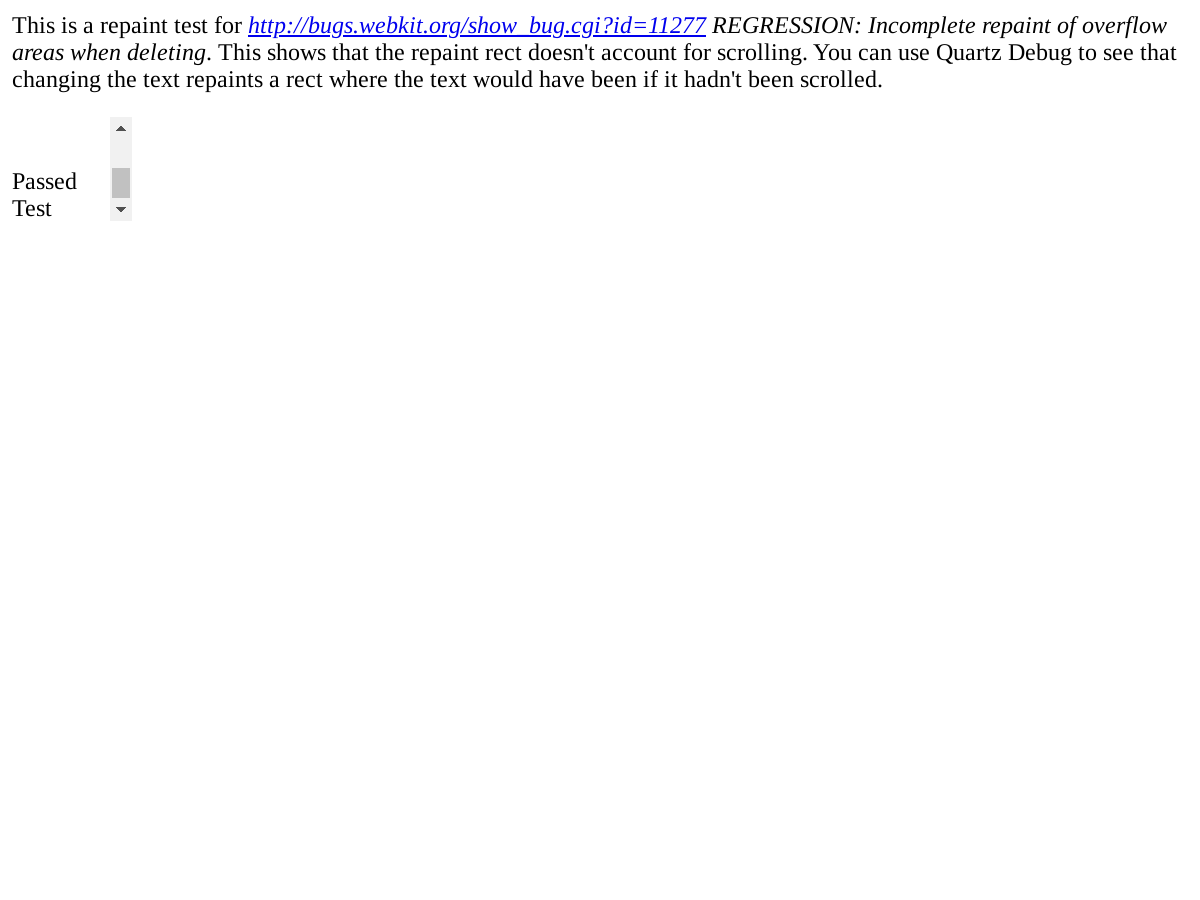 This is a repaint test for http://bugs.webkit.org/show_bug.cgi?id=11277 REGRESSION: Incomplete repaint of overflow
areas when deleting. This shows that the repaint rect doesn't account for scrolling. You can use Quartz Debug to see that
changing the text repaints a rect where the text would have been if it hadn't been scrolled.
Passed
Test